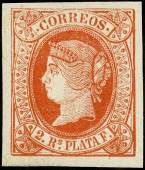 CORREOS.
2 Rs PLATA F.